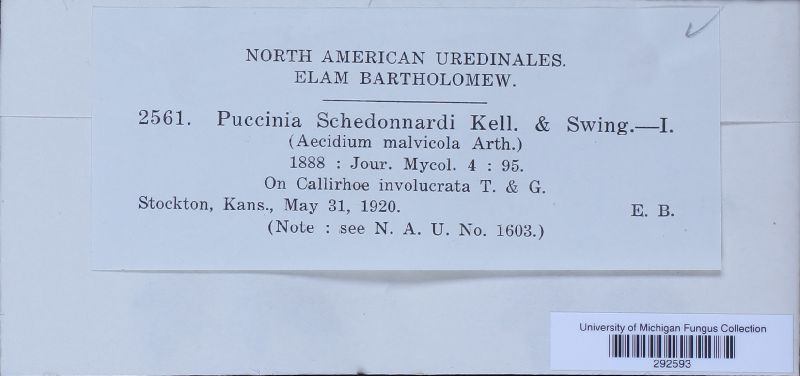 NORTH AMERICAN UREDINALES.
ELAM BARTHOLOMEW.
2561. Puccinia Schedonnardi Kell. & Swing.—I.
(Aecidium malvicola Arth.)
1888 : Jour. Mycol. 4 : 95.
On Callirhoe involucrata T. & G.
Stockton, Kans., May 31, 1920. E. B.
(Note : see N. A. U. No. 1603.)
University of Michigan Fungus Collection
292593